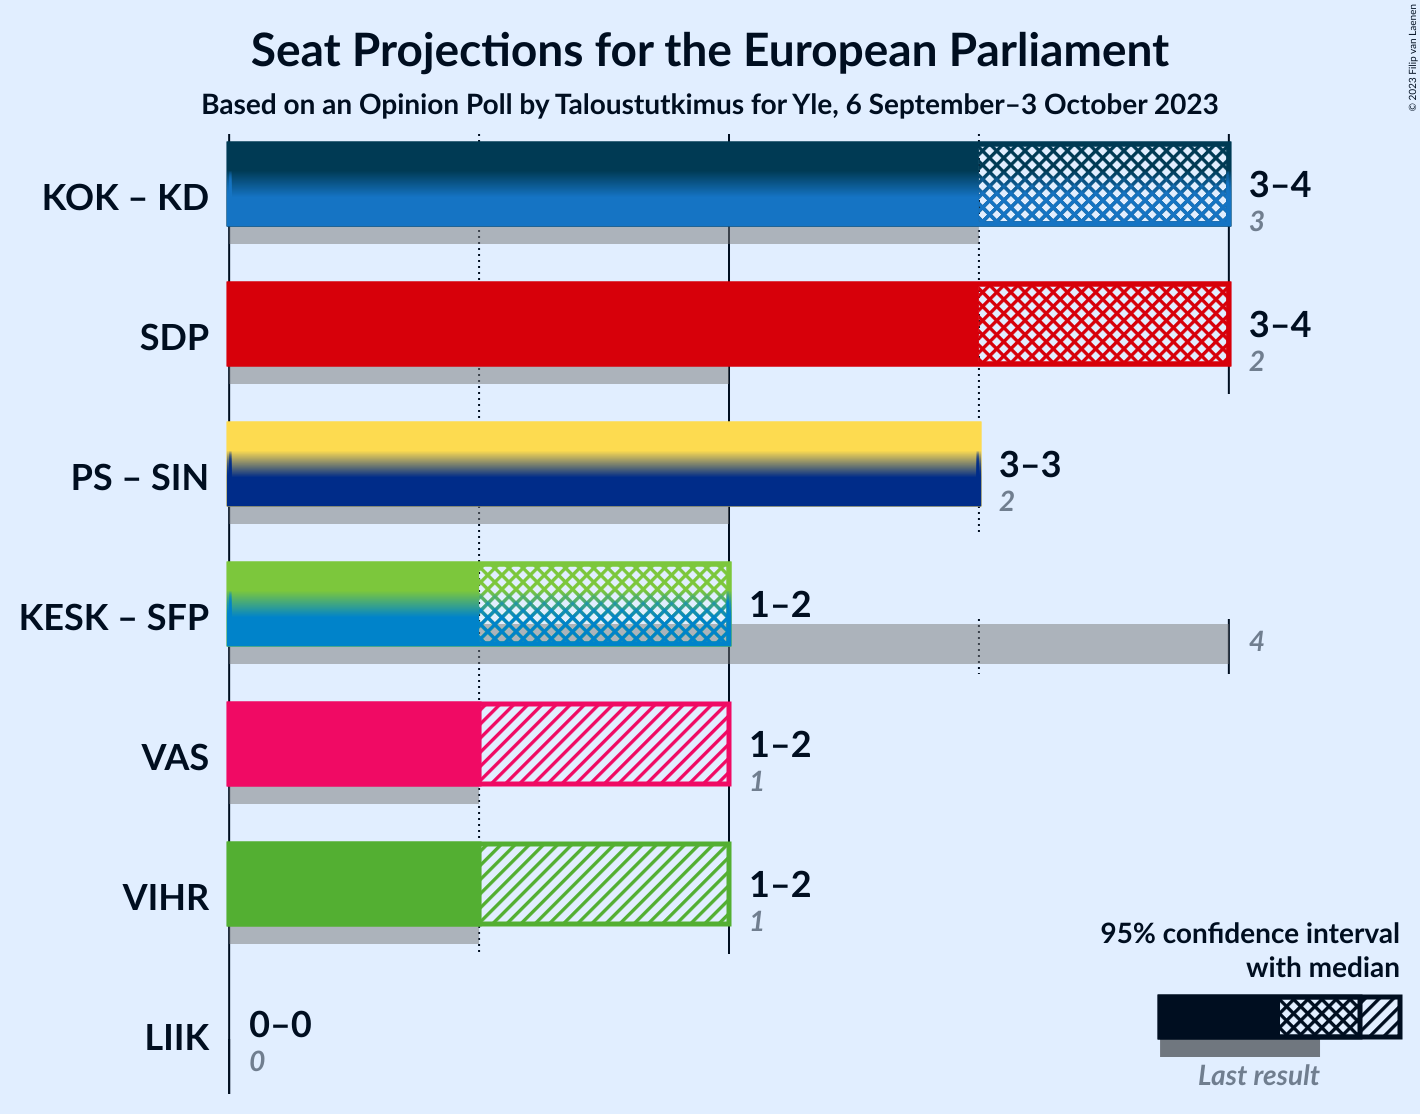 Seat Projections for the European Parliament
Based on an Opinion Poll by Taloustutkimus for Yle, 6 September–3 October 2023
© 2023 Filip van Laenen
KOK – KD
3–4
3
SDP
3–4
2
PS – SIN
3–3
2
KESK – SFP
1–2
4
VAS
1–2
1
VIHR
1–2
1
LIIK
0–0
0
95% confidence interval
with median
Last result